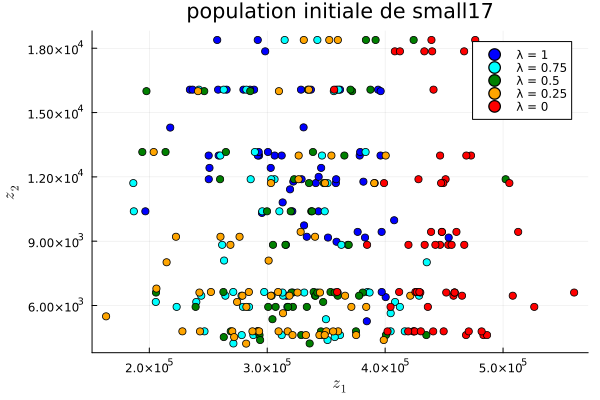 population initiale de small17
1.80×10⁴
1.50×10⁴
1.20×10⁴
9.00×10³
6.00×10³
z₂
λ = 1
λ = 0.75
λ = 0.5
λ = 0.25
λ = 0
2.0×10⁵ 3.0×10⁵ 4.0×10⁵ 5.0×10⁵
z₁